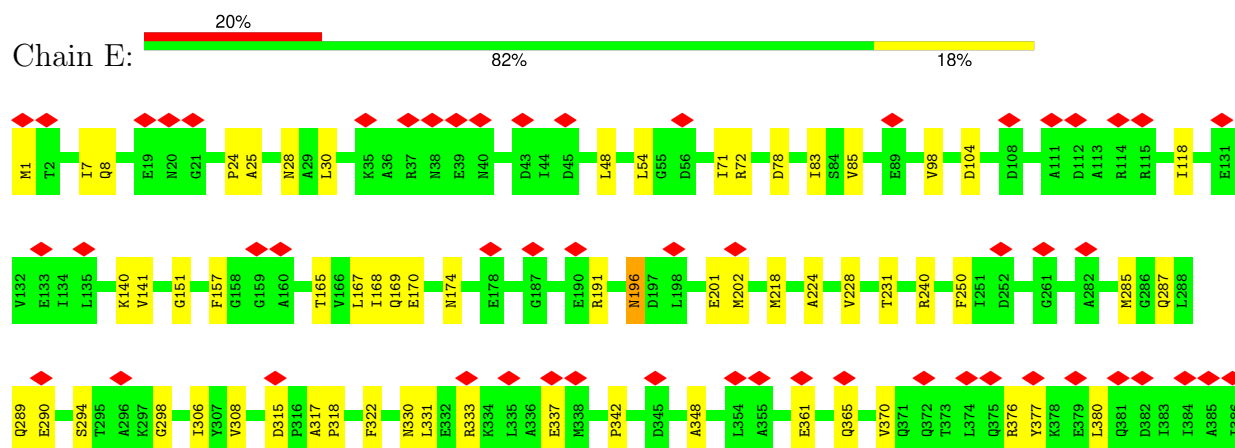 20%
Chain E:
82% 18%
M1 T2 I7 Q8 E19 N20 G21 P24 A25 N28 A29 L30 K35 A36 R37 N38 E39 N40 D43 I44 D45 L48 L54 G55 D56 I71 R72 D78 I83 S84 V85 E89 V98 D104 D108 A111 D112 A113 R114 R115 I118 E131
V132 E133 I134 L135 K140 V141 G151 F157 G158 G159 A160 T165 V166 L167 I168 Q169 E170 N174 E178 G187 E190 R191 N196 D197 L198 E201 M202 M218 A224 V228 T231 R240 F250 I251 D252 G261 A282 M285 G286 Q287 L288
Q289 E290 S294 T295 A296 K297 G298 I306 Y307 V308 D315 P316 A317 P318 F322 N330 L331 E332 R333 K334 L335 A336 E337 M338 P342 D345 A348 L354 A355 E361 Q365 V370 Q371 Q372 T373 L374 Q375 R376 T377 K378 E379 L380 Q381 D382 I383 I384 A385